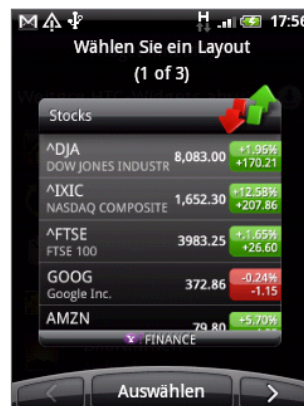 H 17:56
Wählen Sie ein Layout
(1 of 3)
Stocks
^DJA 8,083.00 +1.96%
DOW JONES INDUSTR +170.21
^IXIC 1,652.30 +12.58%
NASDAQ COMPOSITE +207.86
^FTSE 3983.25 +.1.65%
FTSE 100 +26.60
GOOG 372.86 -0.24%
Google Inc. -1.15
AMZN 79.80 +5.70%
FINANCE
Auswählen